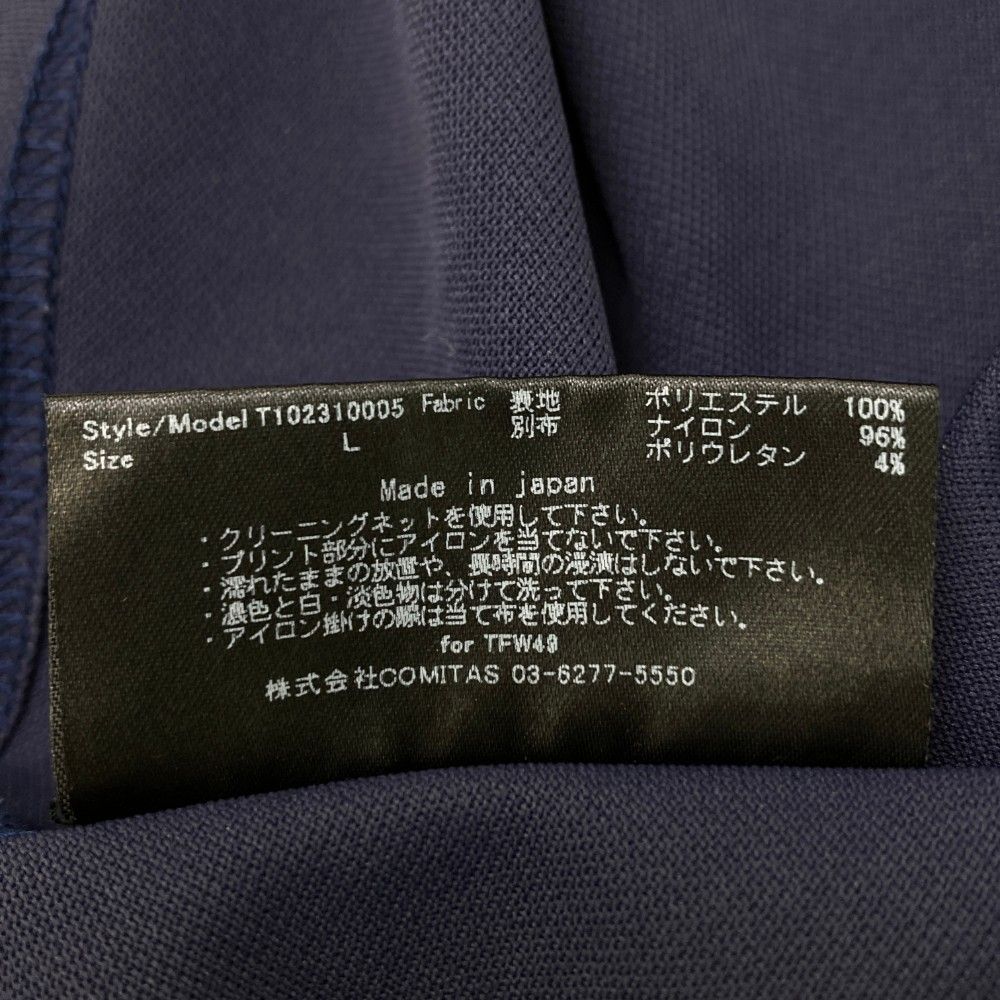 Style/Model T102310005 Fabric 表地 ポリエステル 100%
Size L 別布 ナイロン 96%
ポリウレタン 4%
Made in japan
・クリーニングネットを使用して下さい。
・プリント部分にアイロンを当てないで下さい。
・濡れたままの放置や、長時間の浸漬はしないで下さい。
・濃色と白・淡色物は分けて洗って下さい。
・アイロン掛けの際は当て布を使用してください。
for TFW49
株式会社COMITAS 03-6277-5550